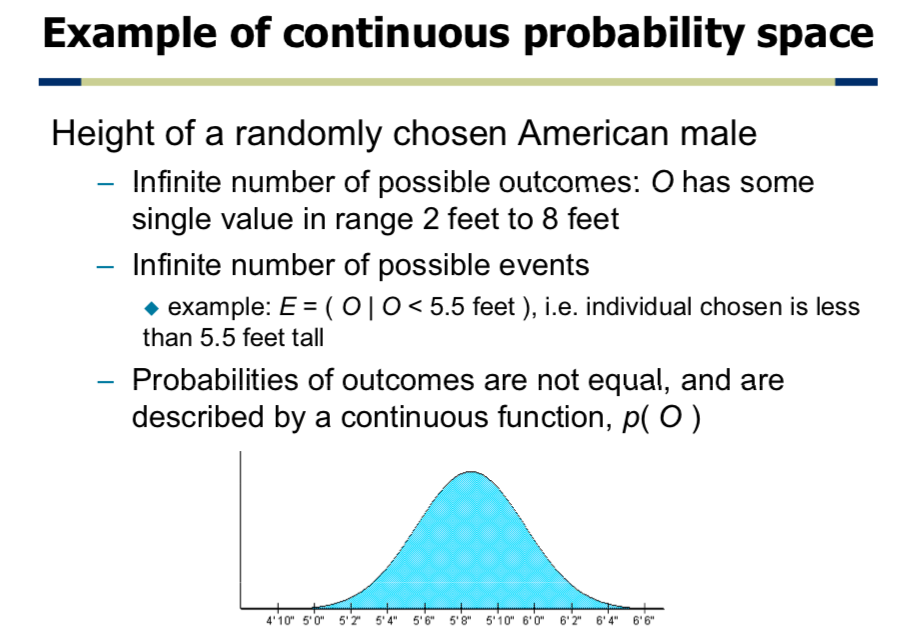 Example of continuous probability space
Height of a randomly chosen American male
– Infinite number of possible outcomes: O has some
single value in range 2 feet to 8 feet
– Infinite number of possible events
◆ example: E = ( O | O < 5.5 feet ), i.e. individual chosen is less
than 5.5 feet tall
– Probabilities of outcomes are not equal, and are
described by a continuous function, p( O )
4'10" 5'0" 5'2" 5'4" 5'6" 5'8" 5'10" 6'0" 6'2" 6'4" 6'6"